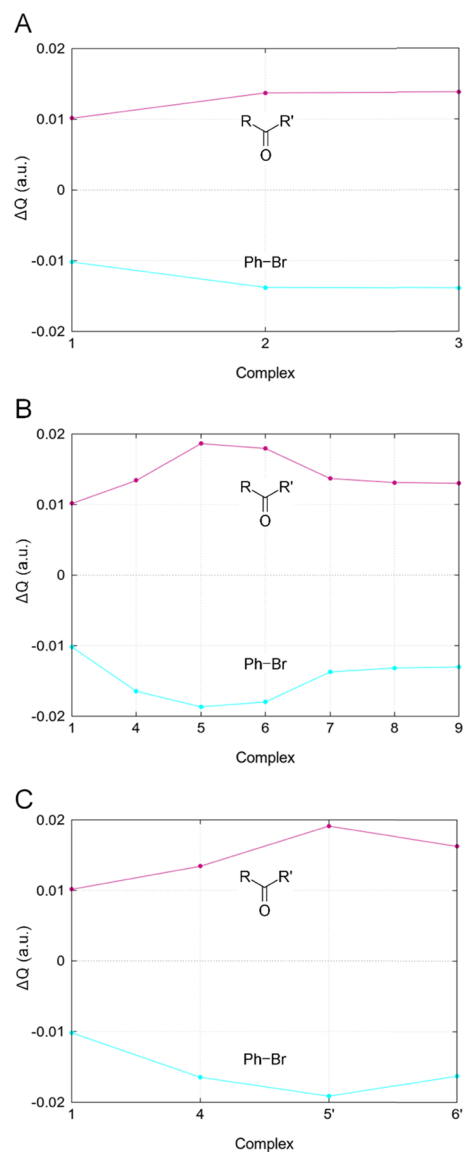 A
0.02
0.01
0
-0.01
-0.02
ΔQ (a.u.)
R R'
O
Ph−Br
1 2 3
Complex
B
0.02
0.01
0
-0.01
-0.02
ΔQ (a.u.)
R R'
O
Ph−Br
1 4 5 6 7 8 9
Complex
C
0.02
0.01
0
-0.01
-0.02
ΔQ (a.u.)
R R'
O
Ph−Br
1 4 5' 6'
Complex